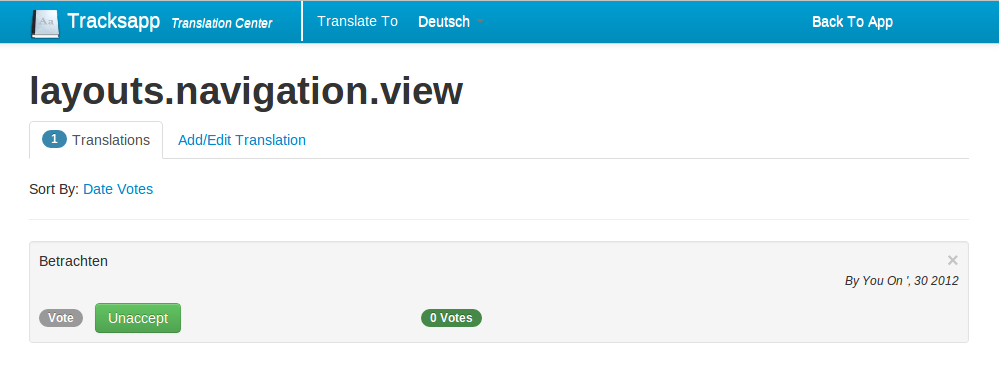 Aa Tracksapp Translation Center Translate To Deutsch Back To App
layouts.navigation.view
1 Translations Add/Edit Translation
Sort By: Date Votes
Betrachten ×
By You On ', 30 2012
Vote Unaccept 0 Votes